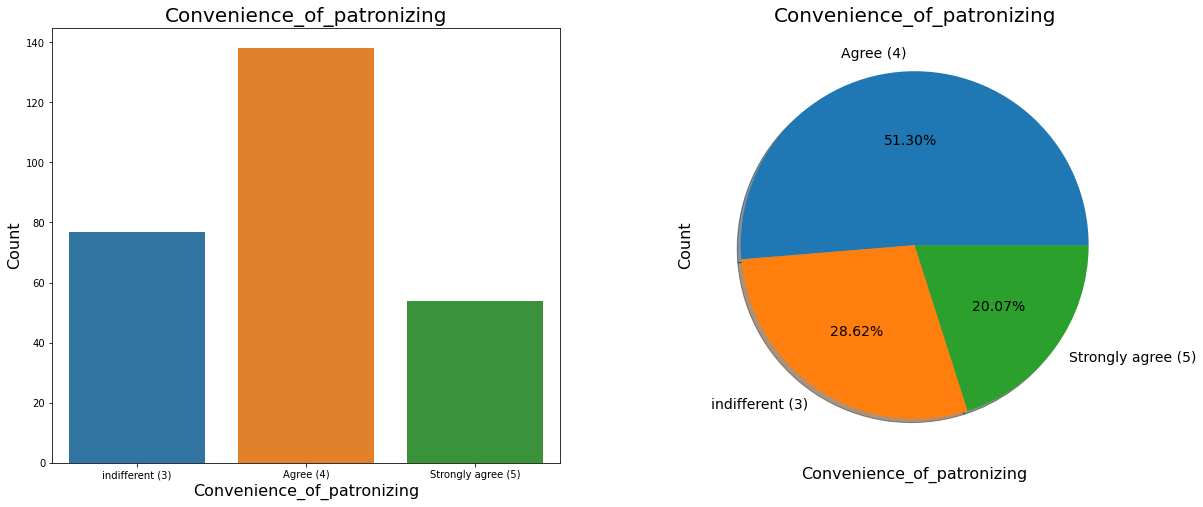 Convenience_of_patronizing
140
120
100
80
60
40
20
0
Count
indifferent (3)
Agree (4)
Strongly agree (5)
Convenience_of_patronizing
Convenience_of_patronizing
Agree (4)
51.30%
Count
28.62%
20.07%
Strongly agree (5)
indifferent (3)
Convenience_of_patronizing